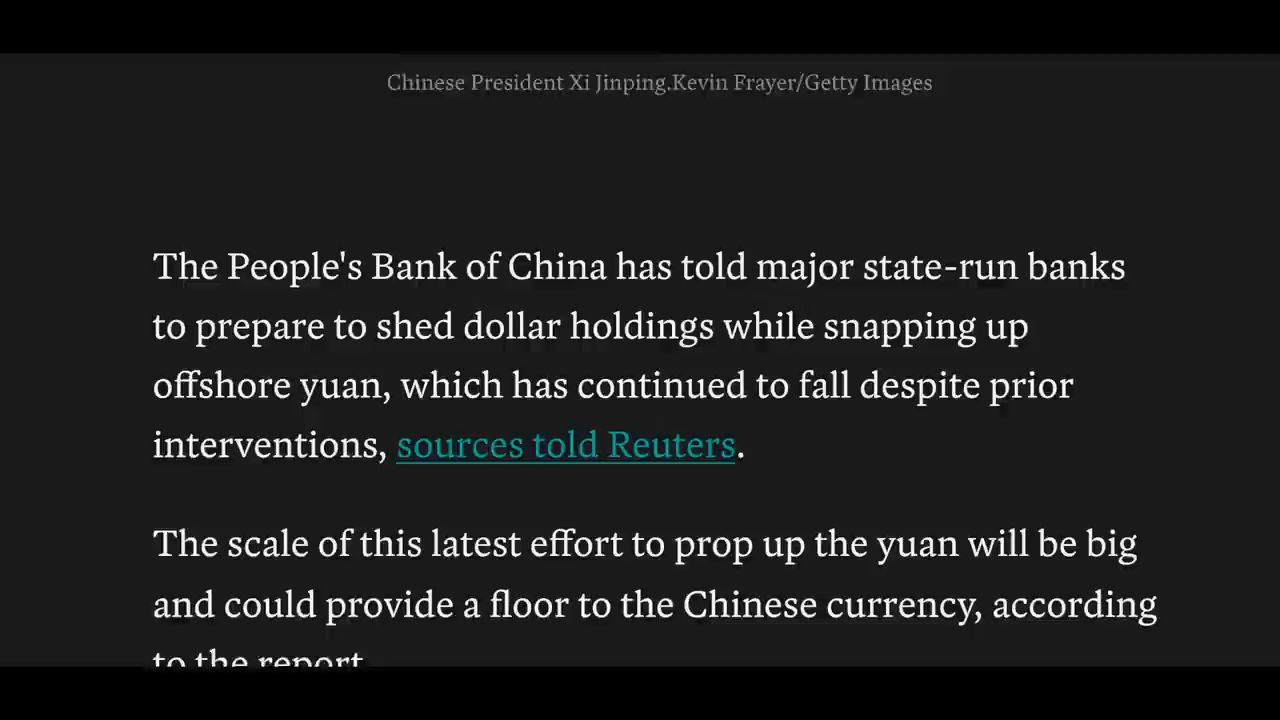 Chinese President Xi Jinping.Kevin Frayer/Getty Images
The People's Bank of China has told major state-run banks
to prepare to shed dollar holdings while snapping up
offshore yuan, which has continued to fall despite prior
interventions, sources told Reuters.
The scale of this latest effort to prop up the yuan will be big
and could provide a floor to the Chinese currency, according
to the report